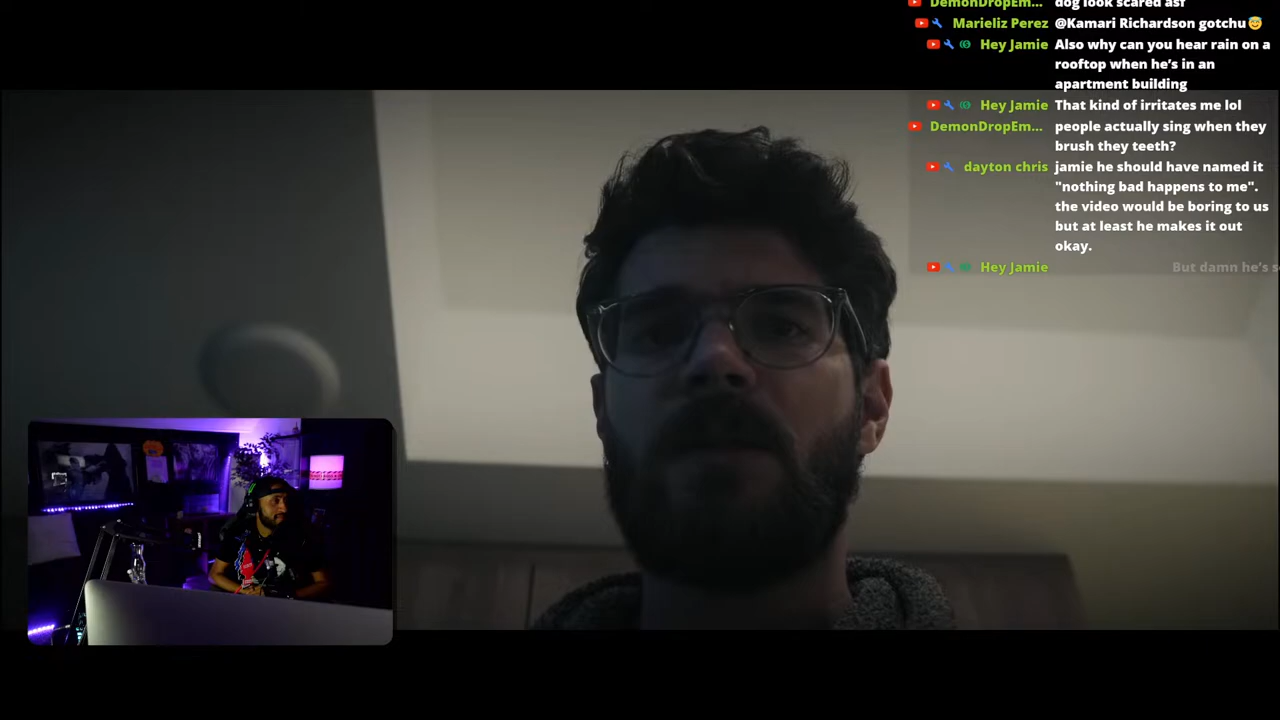 DemonDropEm... dog look scared asf
Marieliz Perez @Kamari Richardson gotchu😇
Hey Jamie Also why can you hear rain on a
rooftop when he's in an
apartment building
Hey Jamie That kind of irritates me lol
DemonDropEm... people actually sing when they
brush they teeth?
dayton chris jamie he should have named it
"nothing bad happens to me".
the video would be boring to us
but at least he makes it out
okay.
Hey Jamie But damn he's s